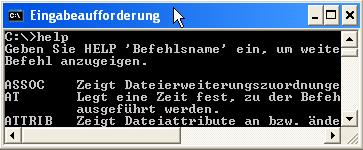 Eingabeaufforderung
C:\>help
Geben Sie HELP 'Befehlsname' ein, um weite
Befehl anzugeigen.
ASSOC Zeigt Dateierweiterungszuordnunge
AT Legt eine Zeit fest, zu der Befeh
ausgeführt werden.
ATTRIB Zeigt Dateiattribute an bzw. ände